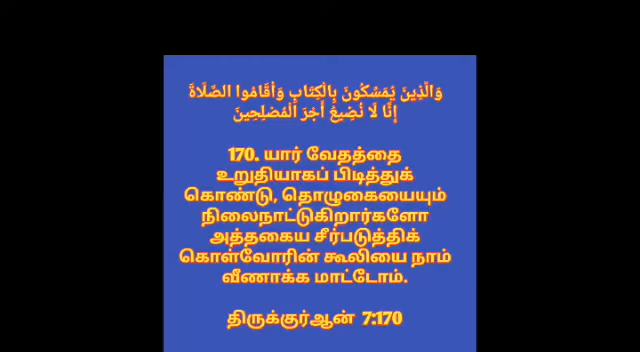 وَالَّذِينَ يُمَسِّكُونَ بِالْكِتَابِ وَأَقَامُوا الصَّلَاةَ
إِنَّا لَا نُضِيعُ أَجْرَ الْمُصْلِحِينَ
170. யார் வேதத்தை
உறுதியாகப் பிடித்துக்
கொண்டு, தொழுகையையும்
நிலைநாட்டுகிறார்களோ
அத்தகைய சீர்படுத்திக்
கொள்வோரின் கூலியை நாம்
வீணாக்க மாட்டோம்.
திருக்குர்ஆன் 7:170